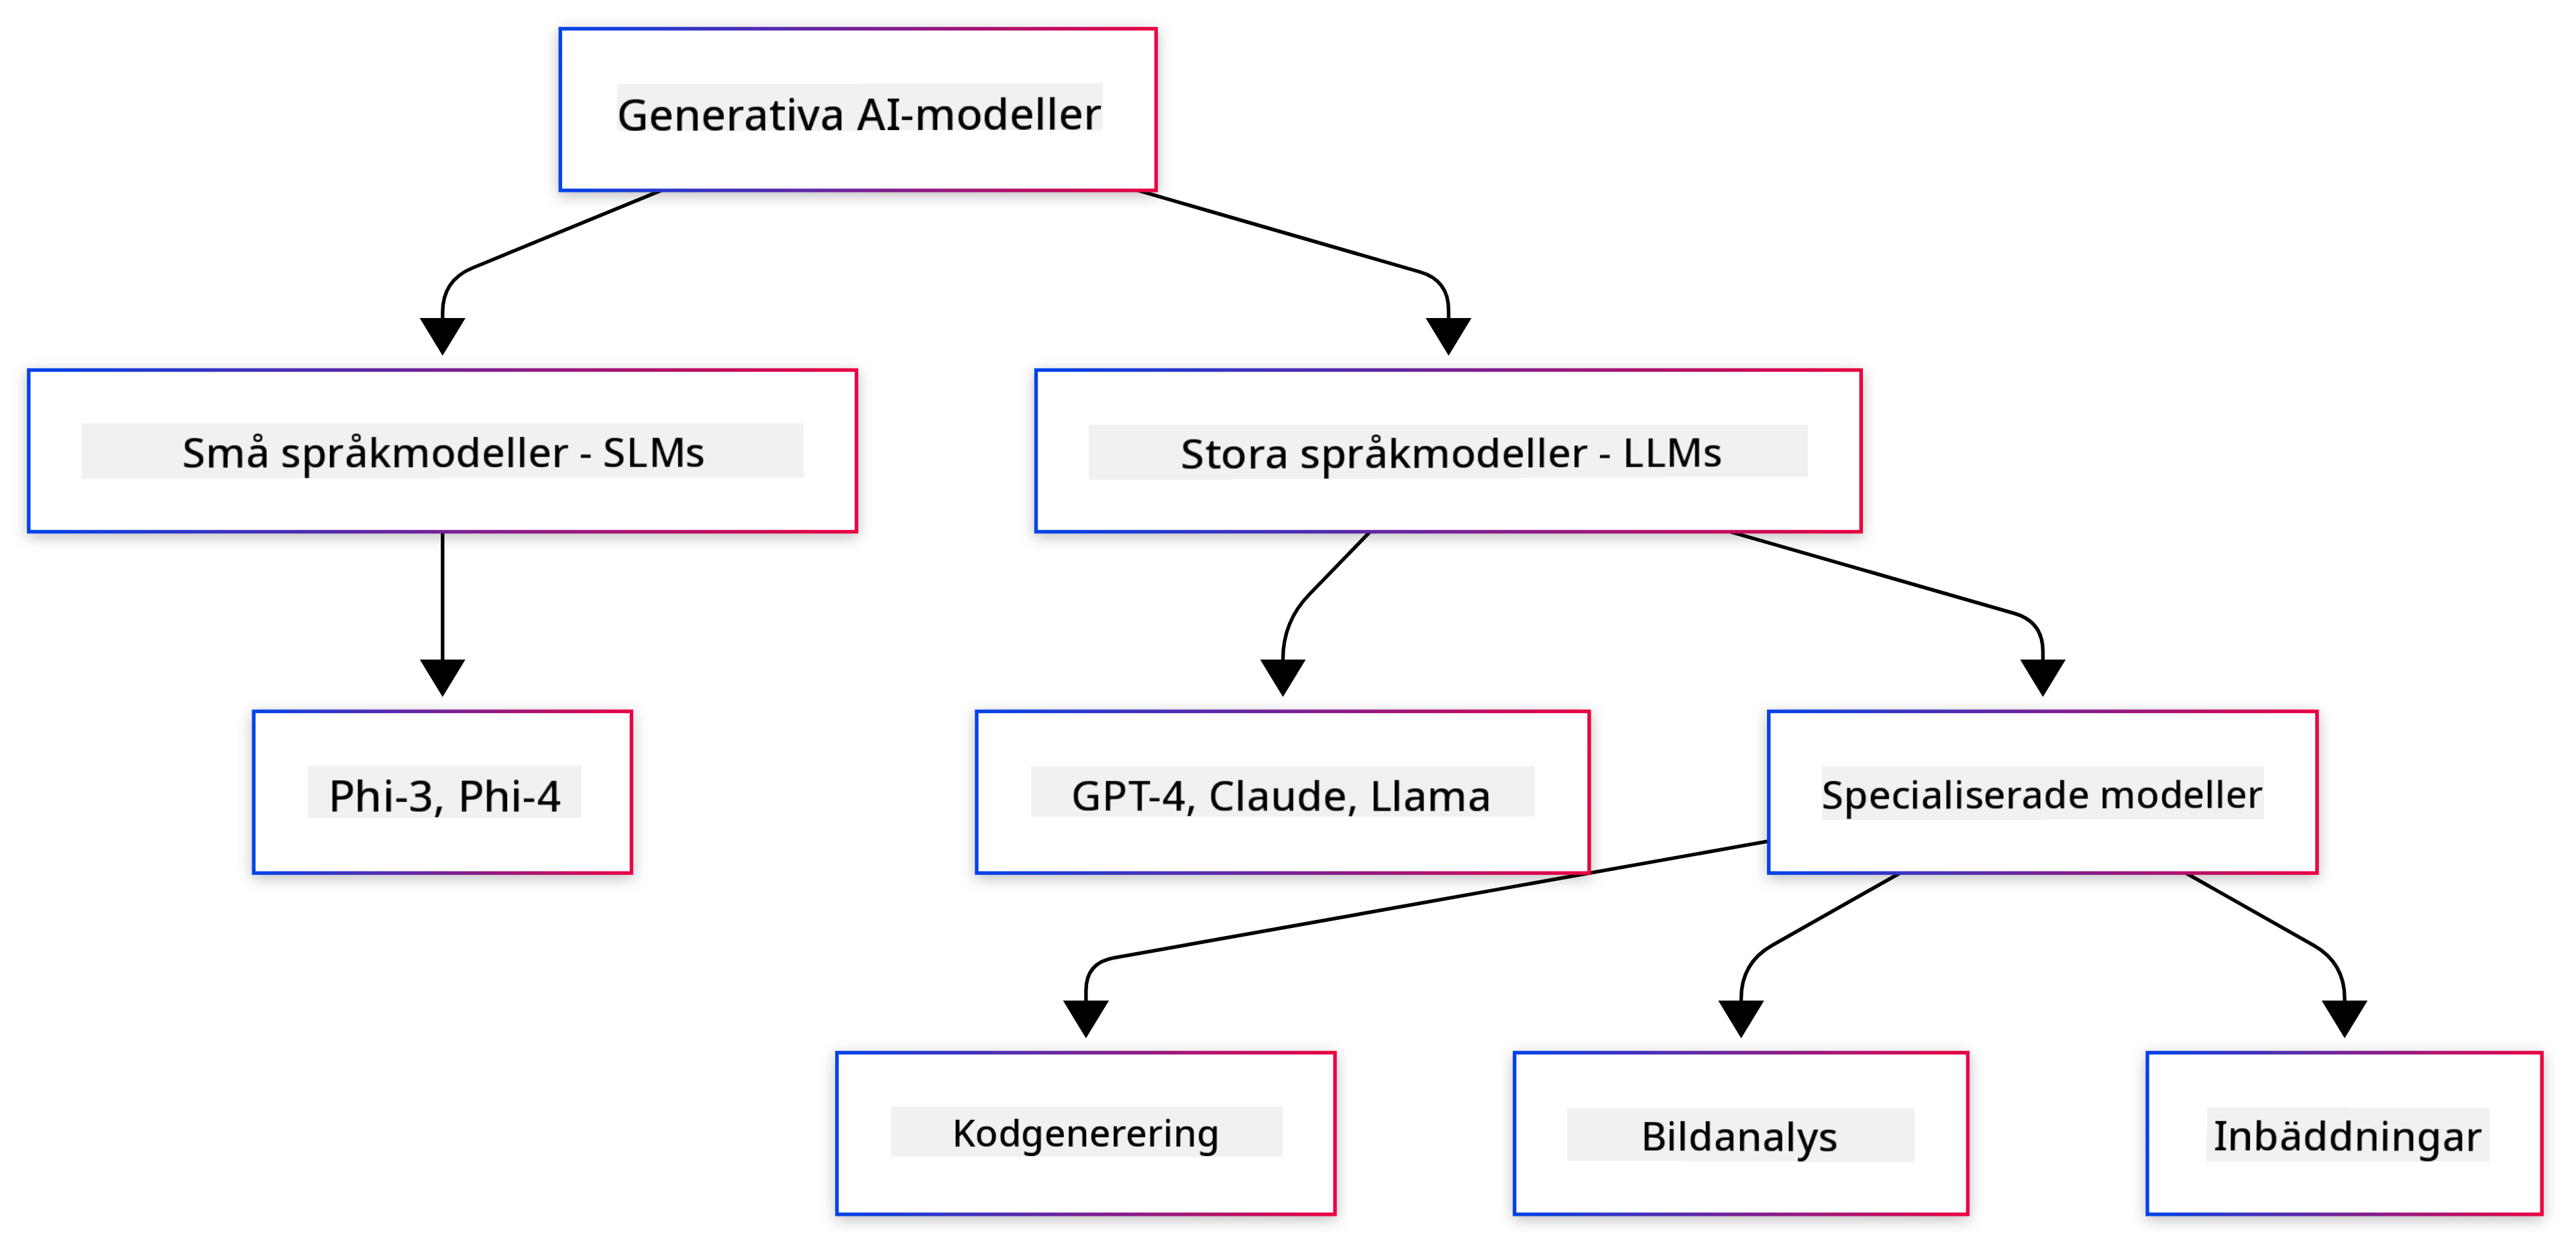 Generativa AI-modeller
Små språkmodeller - SLMs
Stora språkmodeller - LLMs
Phi-3, Phi-4
GPT-4, Claude, Llama
Specialiserade modeller
Kodgenerering
Bildanalys
Inbäddningar